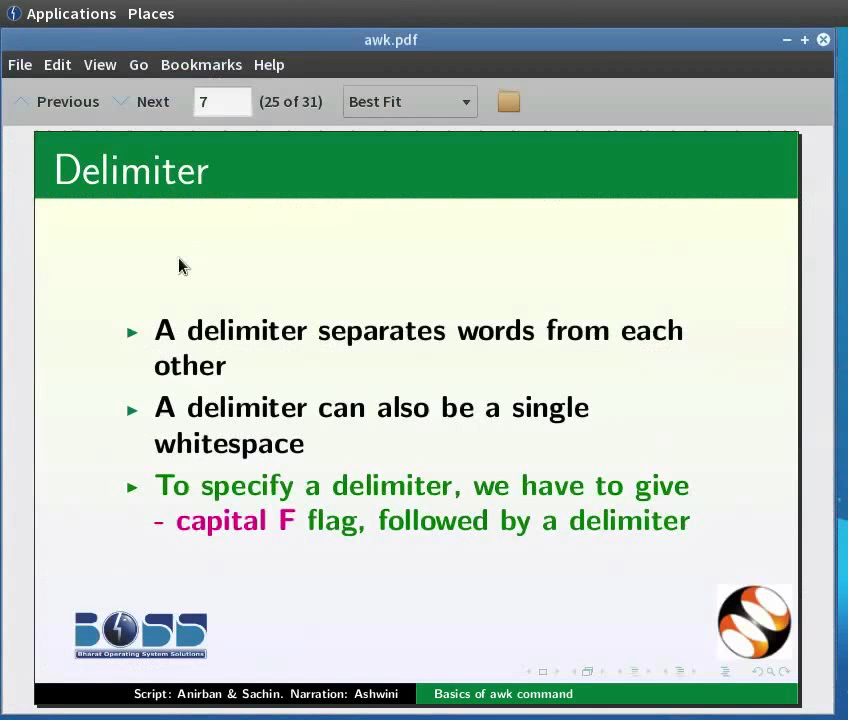 Applications Places
awk.pdf
File Edit View Go Bookmarks Help
Previous Next 7 (25 of 31) Best Fit
Delimiter
A delimiter separates words from each
other
A delimiter can also be a single
whitespace
To specify a delimiter, we have to give
- capital F flag, followed by a delimiter
BOSS
Bharat Operating System Solutions
Script: Anirban & Sachin. Narration: Ashwini Basics of awk command